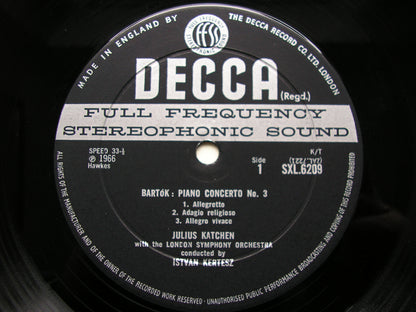 MADE IN ENGLAND BY
THE DECCA RECORD CO. LTD. LONDON
FFSS
DECCA (Regd.)
FULL FREQUENCY
STEREOPHONIC SOUND
SPEED 33⅓
℗ 1966
Hawkes
Side
1
K/T
(ZAL.7221)
SXL.6209
BARTÓK: PIANO CONCERTO No. 3
1. Allegretto
2. Adagio religioso
3. Allegro vivace
JULIUS KATCHEN
with the LONDON SYMPHONY ORCHESTRA
conducted by
ISTVAN KERTESZ
ALL RIGHTS OF THE MANUFACTURER AND OF THE OWNER OF THE RECORDED WORK RESERVED · UNAUTHORISED PUBLIC PERFORMANCE BROADCASTING AND COPYING OF THIS RECORD PROHIBITED